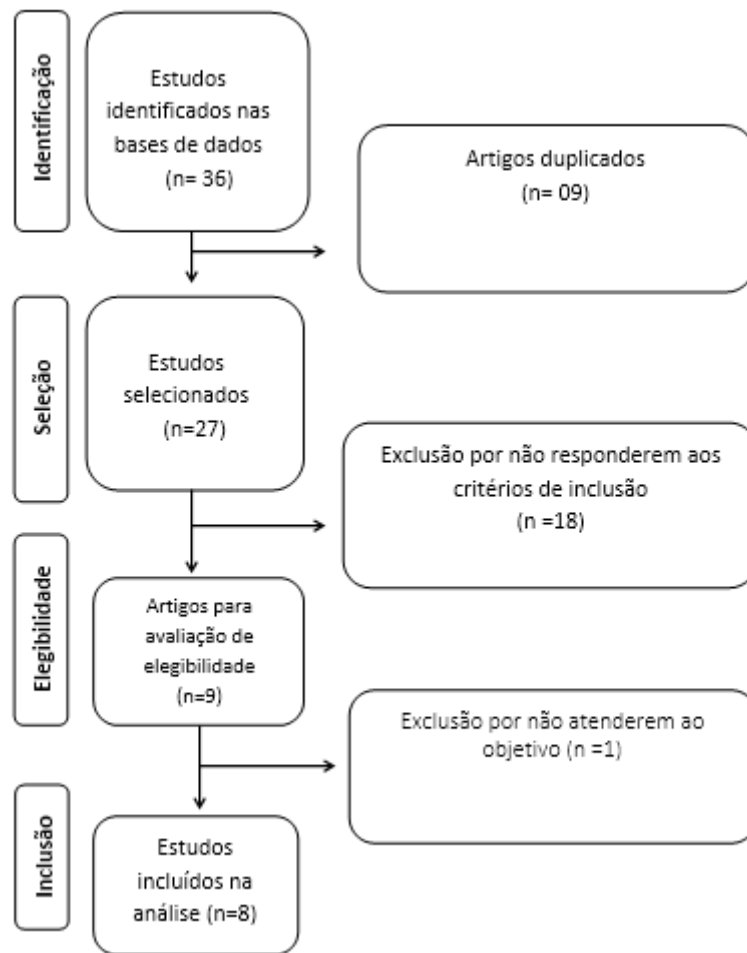 Identificação
Estudos
identificados nas
bases de dados
(n= 36)
Artigos duplicados
(n= 09)
Seleção
Estudos
selecionados
(n=27)
Exclusão por não responderem aos
critérios de inclusão
(n =18)
Elegibilidade
Artigos para
avaliação de
elegibilidade
(n=9)
Exclusão por não atenderem ao
objetivo (n =1)
Inclusão
Estudos
incluídos na
análise (n=8)